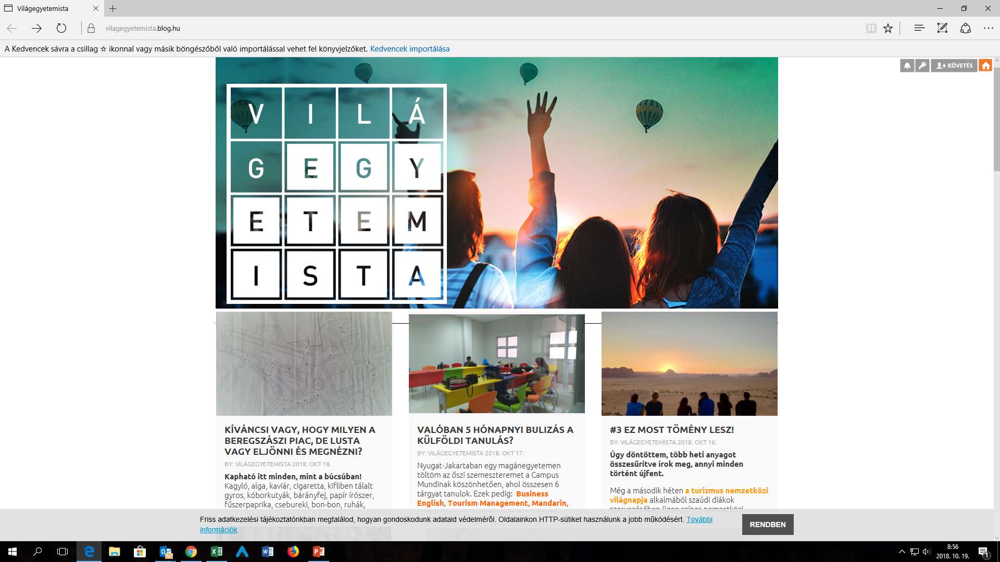 Világegyetemista
vilagegyetemista.blog.hu
A Kedvencek sávra a csillag ☆ ikonnal vagy másik böngészőből való importálással vehet fel könyvjelzőket. Kedvencek importálása
KÖVETÉS
V I L Á
G E G Y
E T E M
I S T A
KÍVÁNCSI VAGY, HOGY MILYEN A
BEREGSZÁSZI PIAC, DE LUSTA
VAGY ELJÖNNI ÉS MEGNÉZNI?
BY: VILÁGEGYETEMISTA 2018. OKT 18.
Kapható itt minden, mint a búcsúban!
Kagyló, alga, kaviár, cigaretta, kifliben tálalt
gyros, kóborkutyák, bárányfej, papír írószer,
fűszerpaprika, csebureki, bon-bon, ruhák,
VALÓBAN 5 HÓNAPNYI BULIZÁS A
KÜLFÖLDI TANULÁS?
BY: VILÁGEGYETEMISTA 2018. OKT 17.
Nyugat-Jakartaban egy magánegyetemen
töltöm az őszi szemeszteremet a Campus
Mundinak köszönhetően, ahol összesen 6
tárgyat tanulok. Ezek pedig: Business
English, Tourism Management, Mandarin,
#3 EZ MOST TÖMÉNY LESZ!
BY: VILÁGEGYETEMISTA 2018. OKT 16.
Úgy döntöttem, több heti anyagot
összesűrítve írok meg, annyi minden
történt újfent.
Még a második héten a turizmus nemzetközi
világnapja alkalmából szaúdi diákok
Friss adatkezelési tájékoztatónkban megtalálod, hogyan gondoskodunk adataid védelméről. Oldalainkon HTTP-sütiket használunk a jobb működésért. További
információk
RENDBEN
8:56
2018. 10. 19.
1